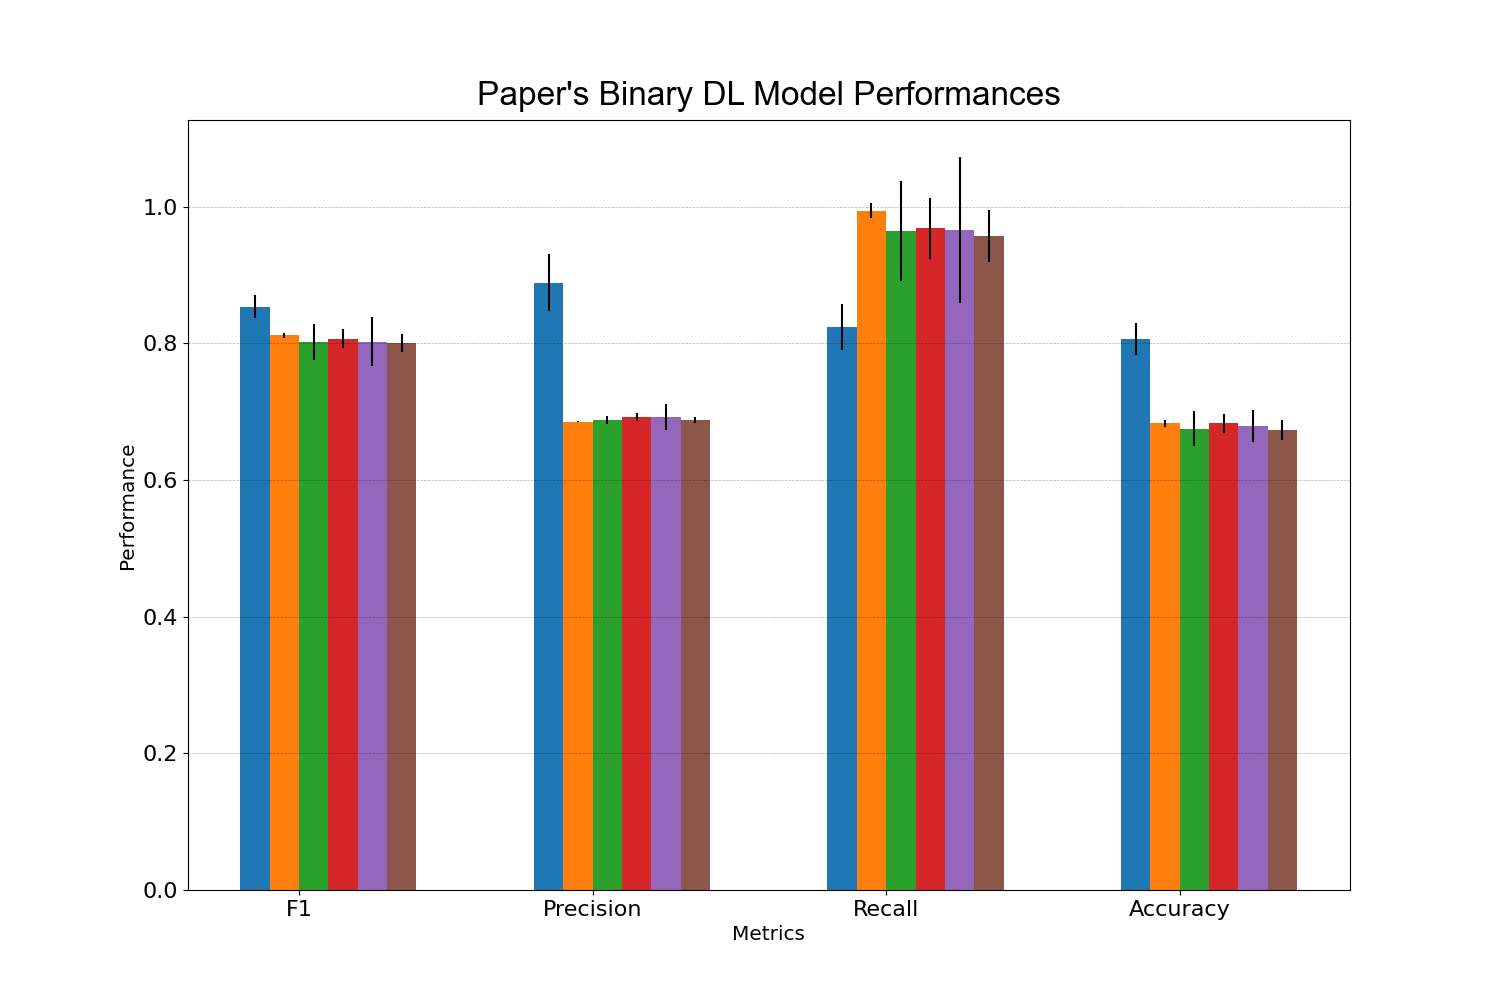 Paper's Binary DL Model Performances
Performance
1.0
0.8
0.6
0.4
0.2
0.0
F1 Precision Recall Accuracy
Metrics